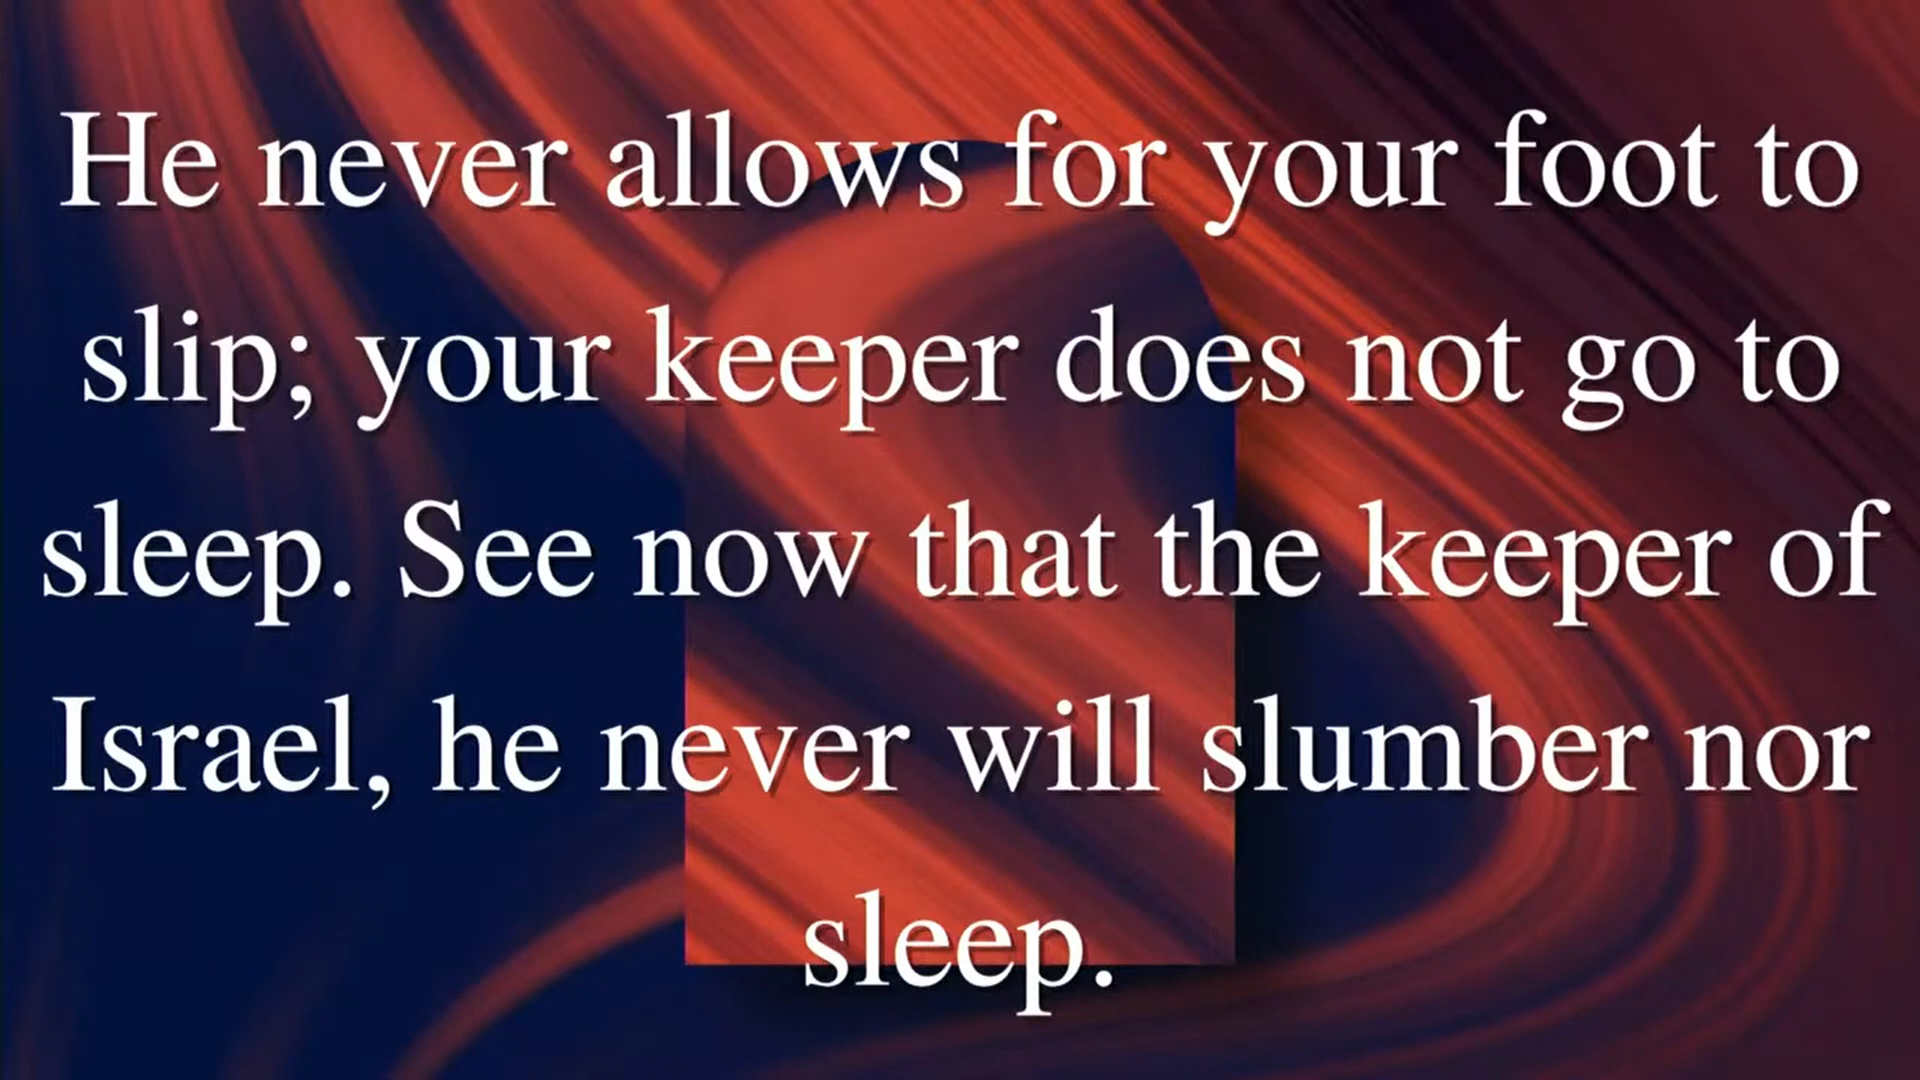 He never allows for your foot to
slip; your keeper does not go to
sleep. See now that the keeper of
Israel, he never will slumber nor
sleep.